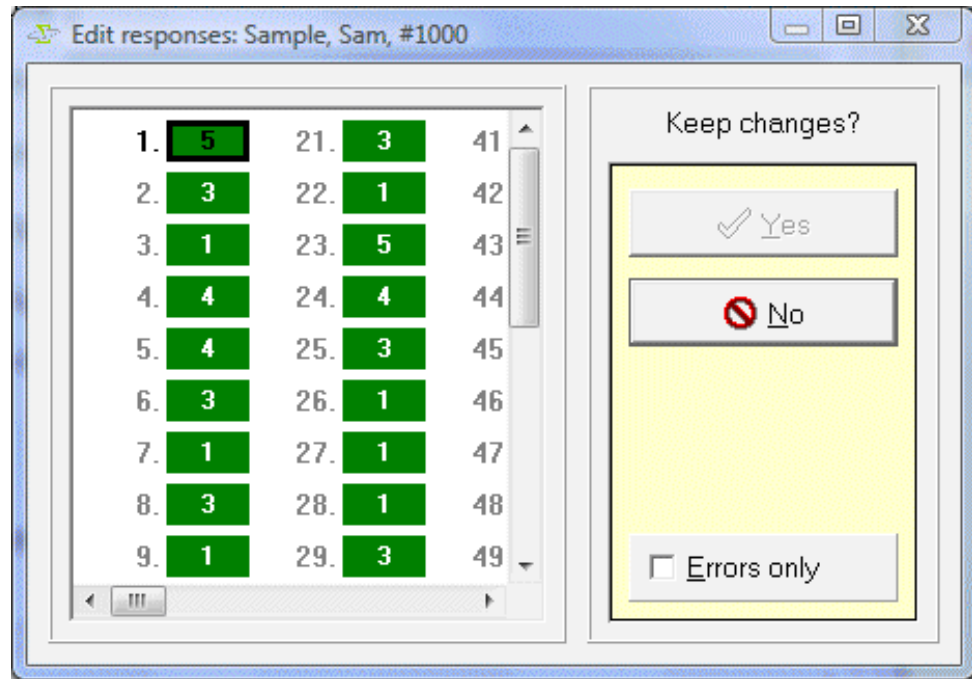 Edit responses: Sample, Sam, #1000
Keep changes?
1. 5 21. 3 41
2. 3 22. 1 42
3. 1 23. 5 43
4. 4 24. 4 44
5. 4 25. 3 45
6. 3 26. 1 46
7. 1 27. 1 47
8. 3 28. 1 48
9. 1 29. 3 49
Yes
No
Errors only